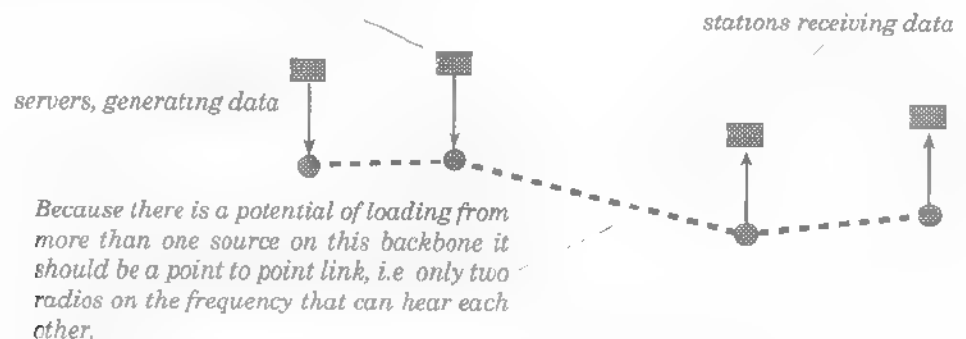 stations receiving data
servers, generating data
Because there is a potential of loading from
more than one source on this backbone it
should be a point to point link, i.e only two
radios on the frequency that can hear each
other.